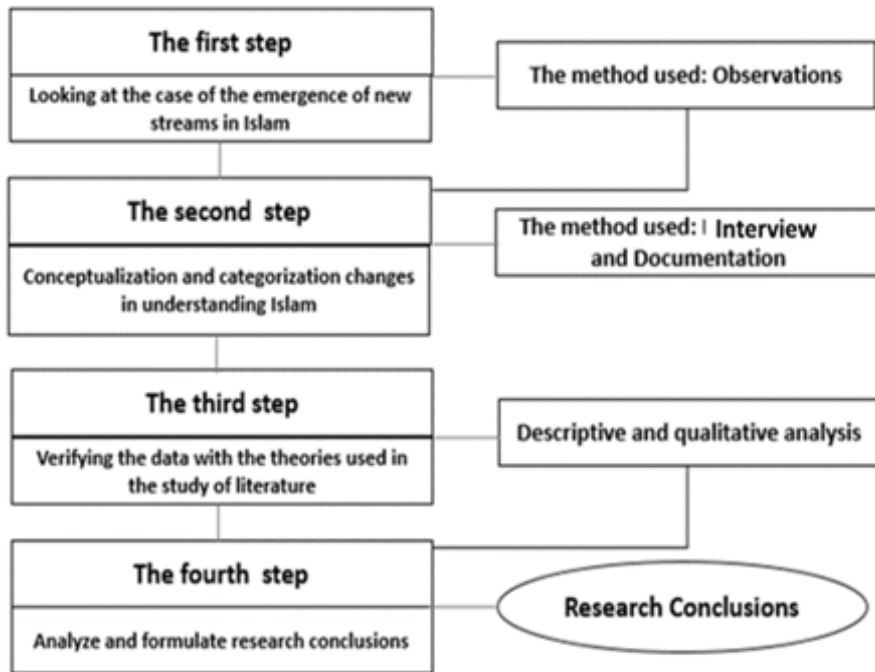 The first step
Looking at the case of the emergence of new
streams in Islam
The method used: Observations
The second step
Conceptualization and categorization changes
in understanding Islam
The method used: | Interview
and Documentation
The third step
Verifying the data with the theories used in
the study of literature
Descriptive and qualitative analysis
The fourth step
Analyze and formulate research conclusions
Research Conclusions